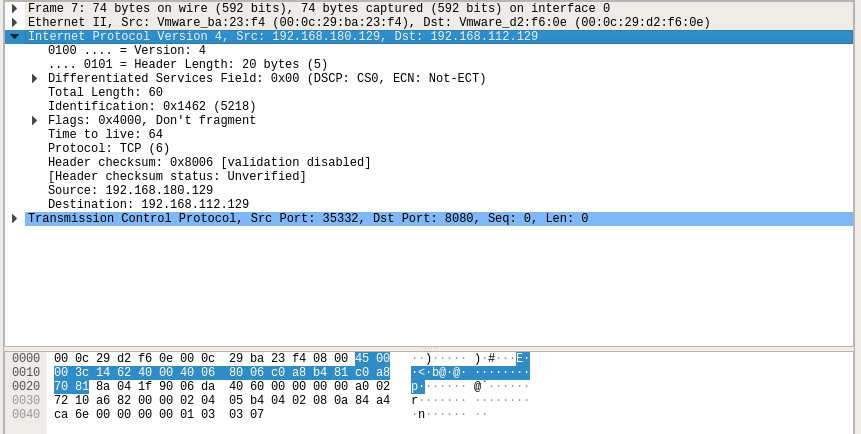 Frame 7: 74 bytes on wire (592 bits), 74 bytes captured (592 bits) on interface 0
Ethernet II, Src: Vmware_ba:23:f4 (00:0c:29:ba:23:f4), Dst: Vmware_d2:f6:0e (00:0c:29:d2:f6:0e)
Internet Protocol Version 4, Src: 192.168.180.129, Dst: 192.168.112.129
0100 .... = Version: 4
.... 0101 = Header Length: 20 bytes (5)
Differentiated Services Field: 0x00 (DSCP: CS0, ECN: Not-ECT)
Total Length: 60
Identification: 0x1462 (5218)
Flags: 0x4000, Don't fragment
Time to live: 64
Protocol: TCP (6)
Header checksum: 0x8006 [validation disabled]
[Header checksum status: Unverified]
Source: 192.168.180.129
Destination: 192.168.112.129
Transmission Control Protocol, Src Port: 35332, Dst Port: 8080, Seq: 0, Len: 0
0000 00 0c 29 d2 f6 0e 00 0c 29 ba 23 f4 08 00 45 00 ··)····· )·#···E·
0010 00 3c 14 62 40 00 40 06 80 06 c0 a8 b4 81 c0 a8 ·<·b@·@· ········
0020 70 81 8a 04 1f 90 06 da 40 60 00 00 00 00 a0 02 p······· @`······
0030 72 10 a6 82 00 00 02 04 05 b4 04 02 08 0a 84 a4 r······· ········
0040 ca 6e 00 00 00 00 01 03 03 07 ·n······ ··